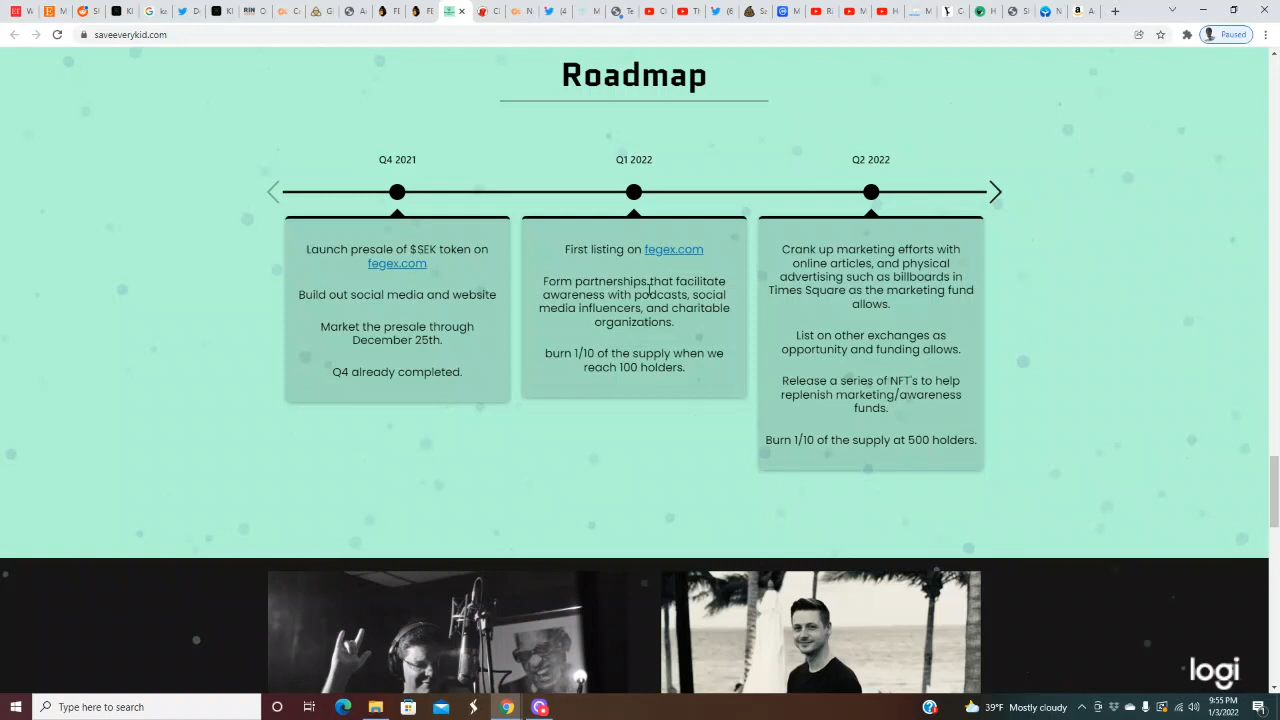 saveeverykid.com
Paused
Roadmap
Q4 2021
Q1 2022
Q2 2022
Launch presale of $SEK token on
fegex.com
Build out social media and website
Market the presale through
December 25th.
Q4 already completed.
First listing on fegex.com
Form partnerships that facilitate
awareness with podcasts, social
media influencers, and charitable
organizations.
burn 1/10 of the supply when we
reach 100 holders.
Crank up marketing efforts with
online articles, and physical
advertising such as billboards in
Times Square as the marketing fund
allows.
List on other exchanges as
opportunity and funding allows.
Release a series of NFT's to help
replenish marketing/awareness
funds.
Burn 1/10 of the supply at 500 holders.
logi
Type here to search
39°F Mostly cloudy
9:55 PM
1/3/2022